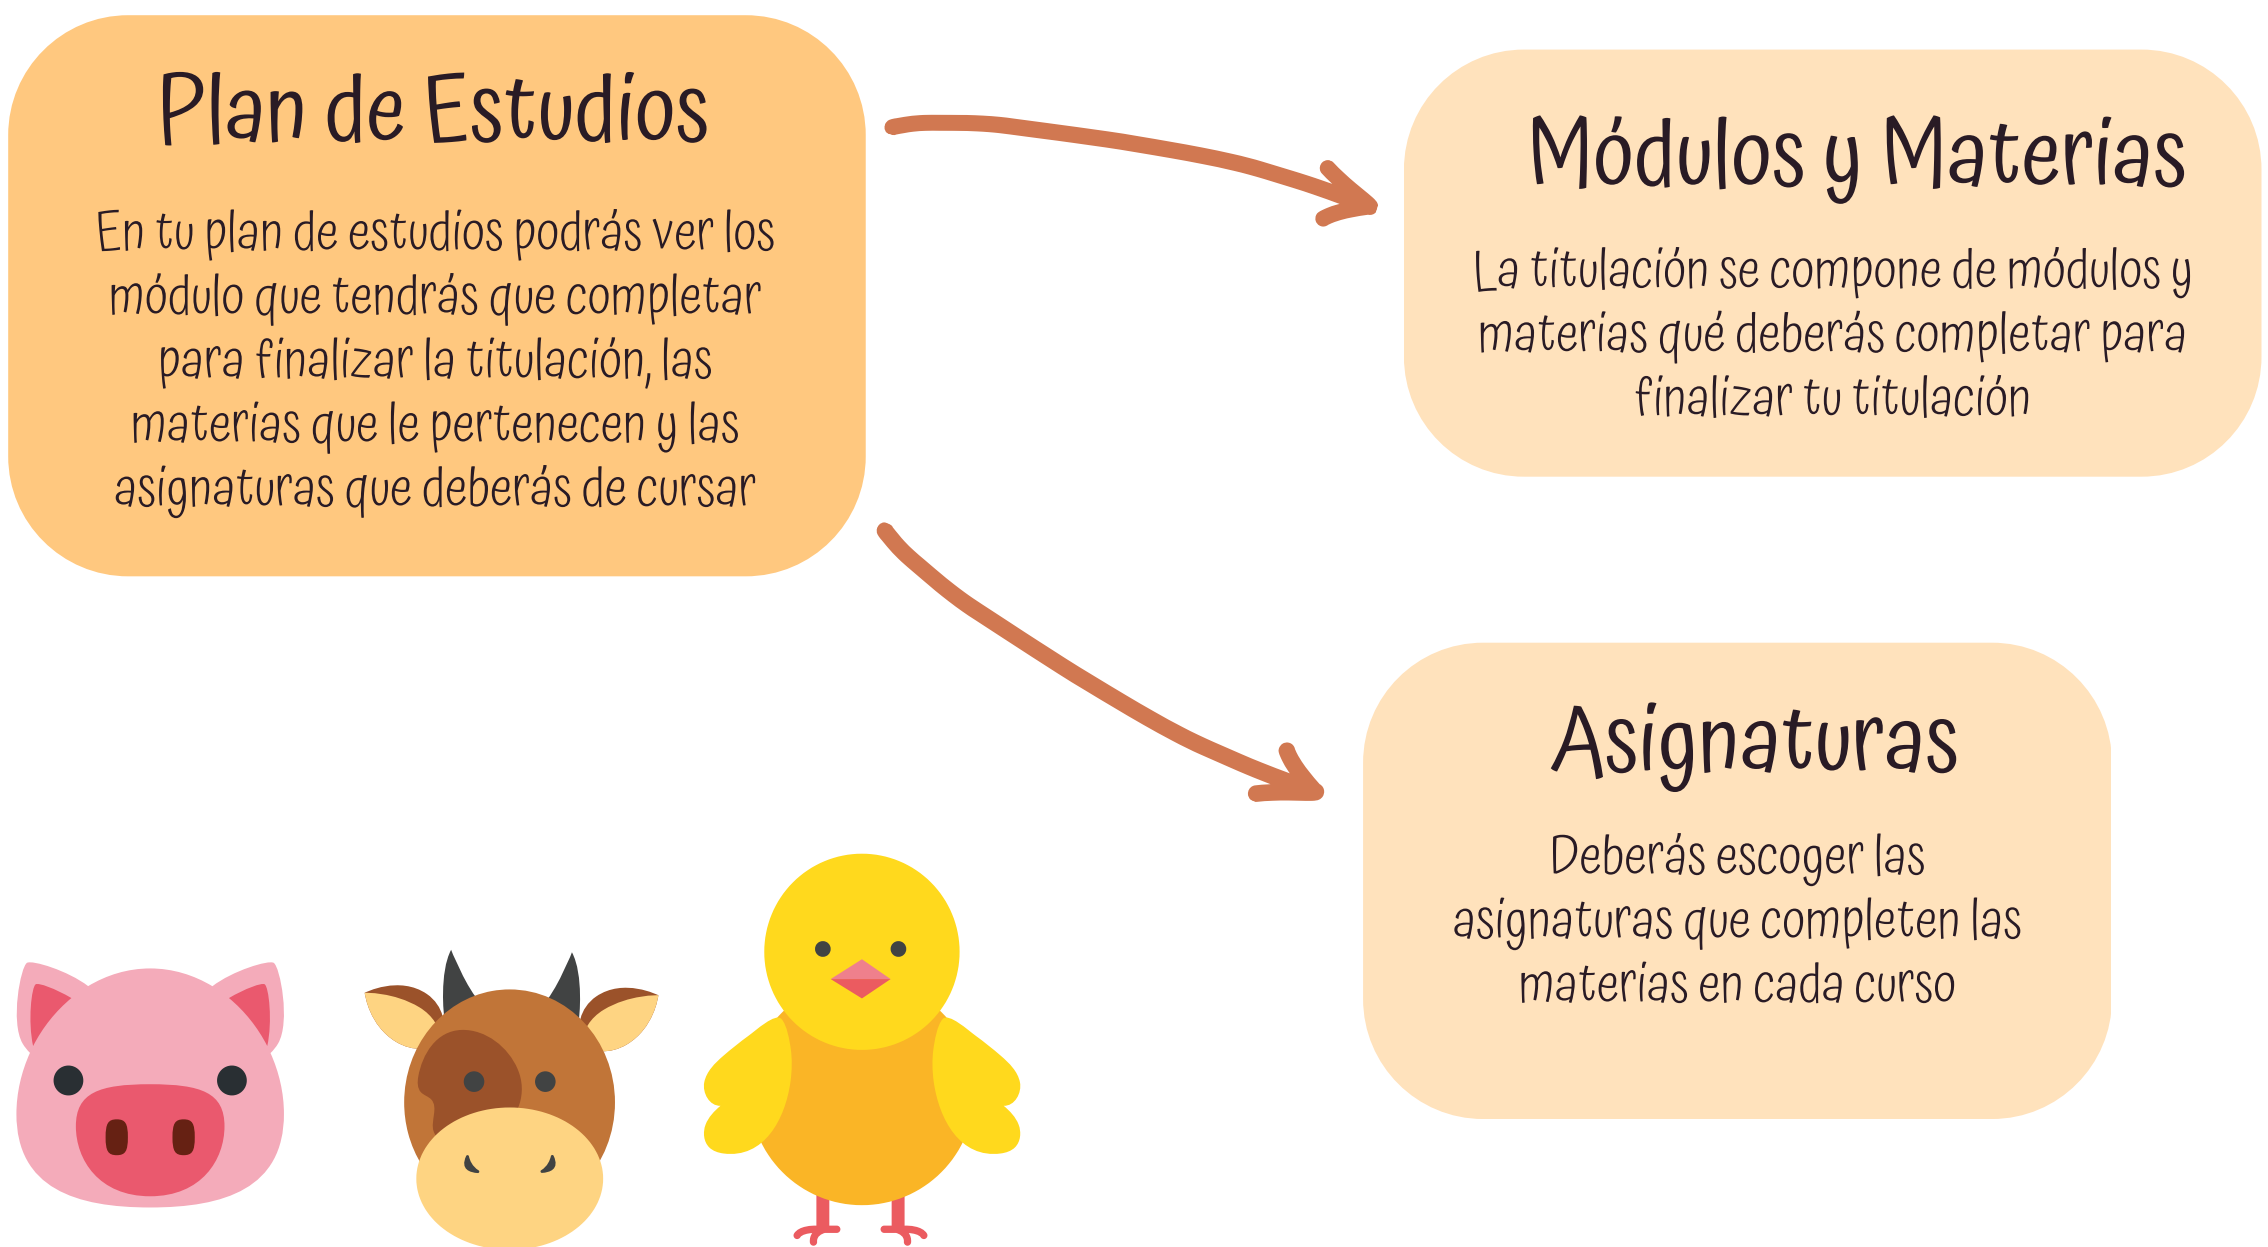 Plan de Estudios
En tu plan de estudios podrás ver los
módulo que tendrás que completar
para finalizar la titulación, las
materias que le pertenecen y las
asignaturas que deberás de cursar
Módulos y Materias
La titulación se compone de módulos y
materias qué deberás completar para
finalizar tu titulación
Asignaturas
Deberás escoger las
asignaturas que completen las
materias en cada curso